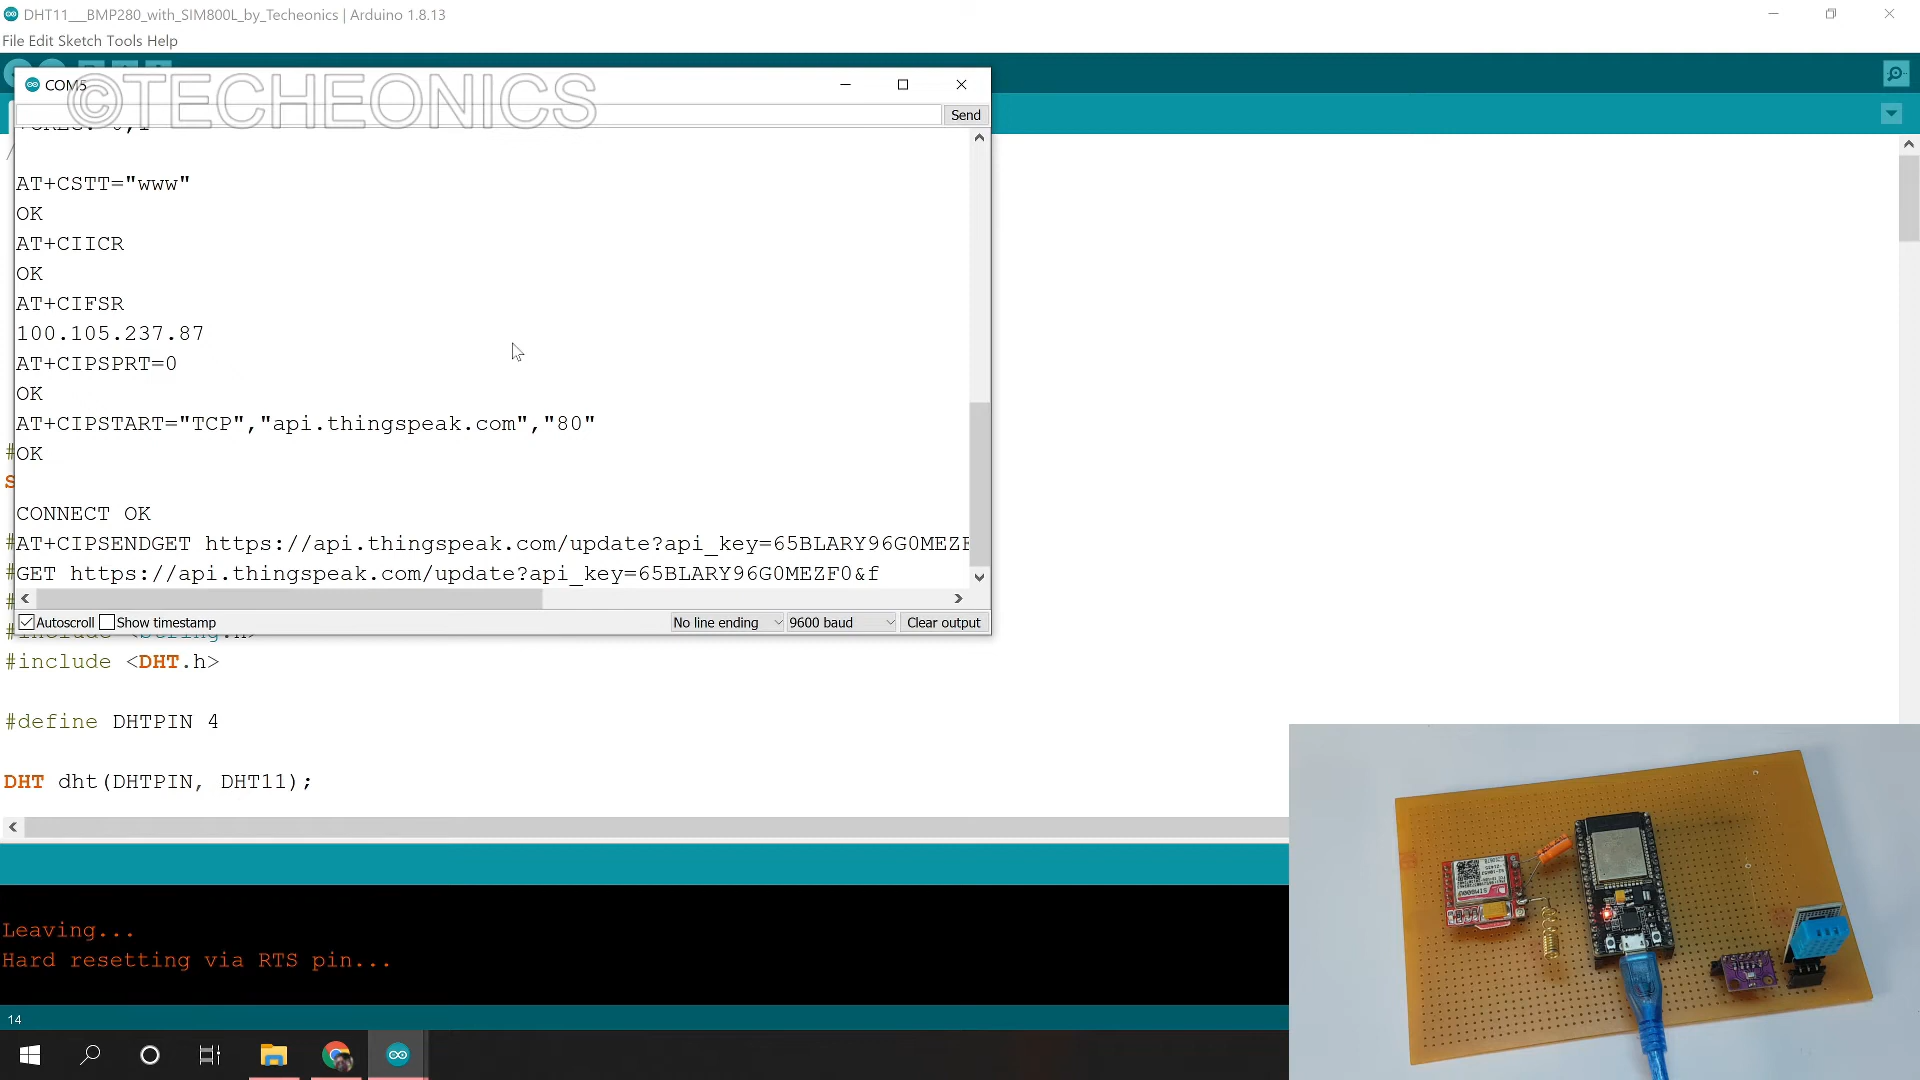 DHT11___BMP280_with_SIM800L_by_Techeonics | Arduino 1.8.13
File Edit Sketch Tools Help
COM5
©TECHEONICS
Send
AT+CSTT="www"
OK
AT+CIICR
OK
AT+CIFSR
100.105.237.87
AT+CIPSPRT=0
OK
AT+CIPSTART="TCP","api.thingspeak.com","80"
OK
CONNECT OK
AT+CIPSENDGET https://api.thingspeak.com/update?api_key=65BLARY96G0MEZF
GET https://api.thingspeak.com/update?api_key=65BLARY96G0MEZF0&f
Autoscroll Show timestamp No line ending 9600 baud Clear output
#include <String.h>
#include <DHT.h>
#define DHTPIN 4
DHT dht(DHTPIN, DHT11);
Leaving...
Hard resetting via RTS pin...
14